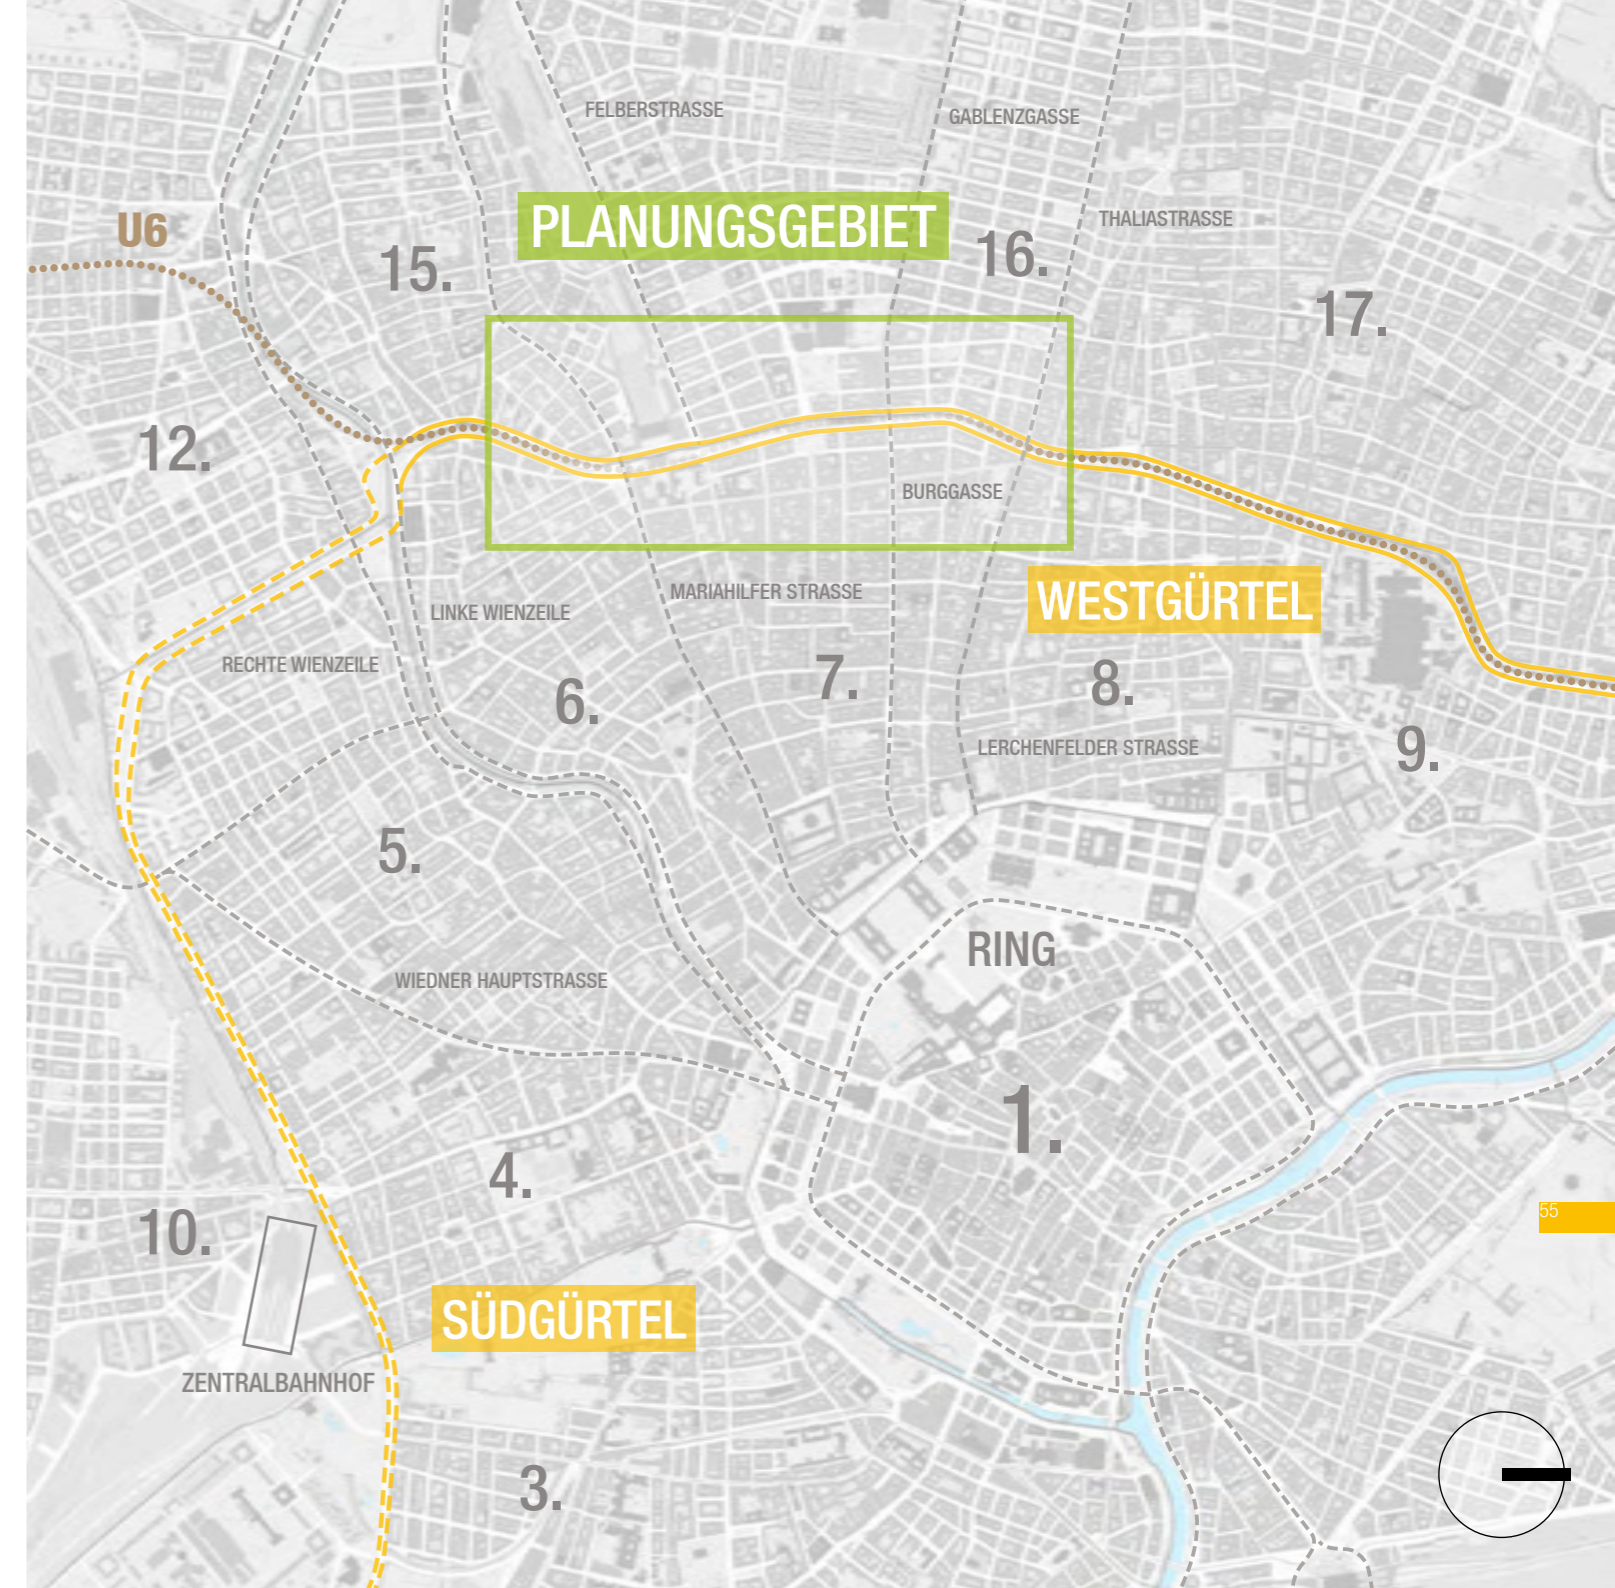 FELBERSTRASSE
GABLENZGASSE
PLANUNGSGEBIET
THALIASTRASSE
U6
15.
16.
17.
12.
BURGGASSE
MARIAHILFER STRASSE
WESTGÜRTEL
LINKE WIENZEILE
RECHTE WIENZEILE
6.
7.
8.
LERCHENFELDER STRASSE
9.
5.
RING
WIEDNER HAUPTSTRASSE
1.
4.
55
10.
SÜDGÜRTEL
ZENTRALBAHNHOF
3.